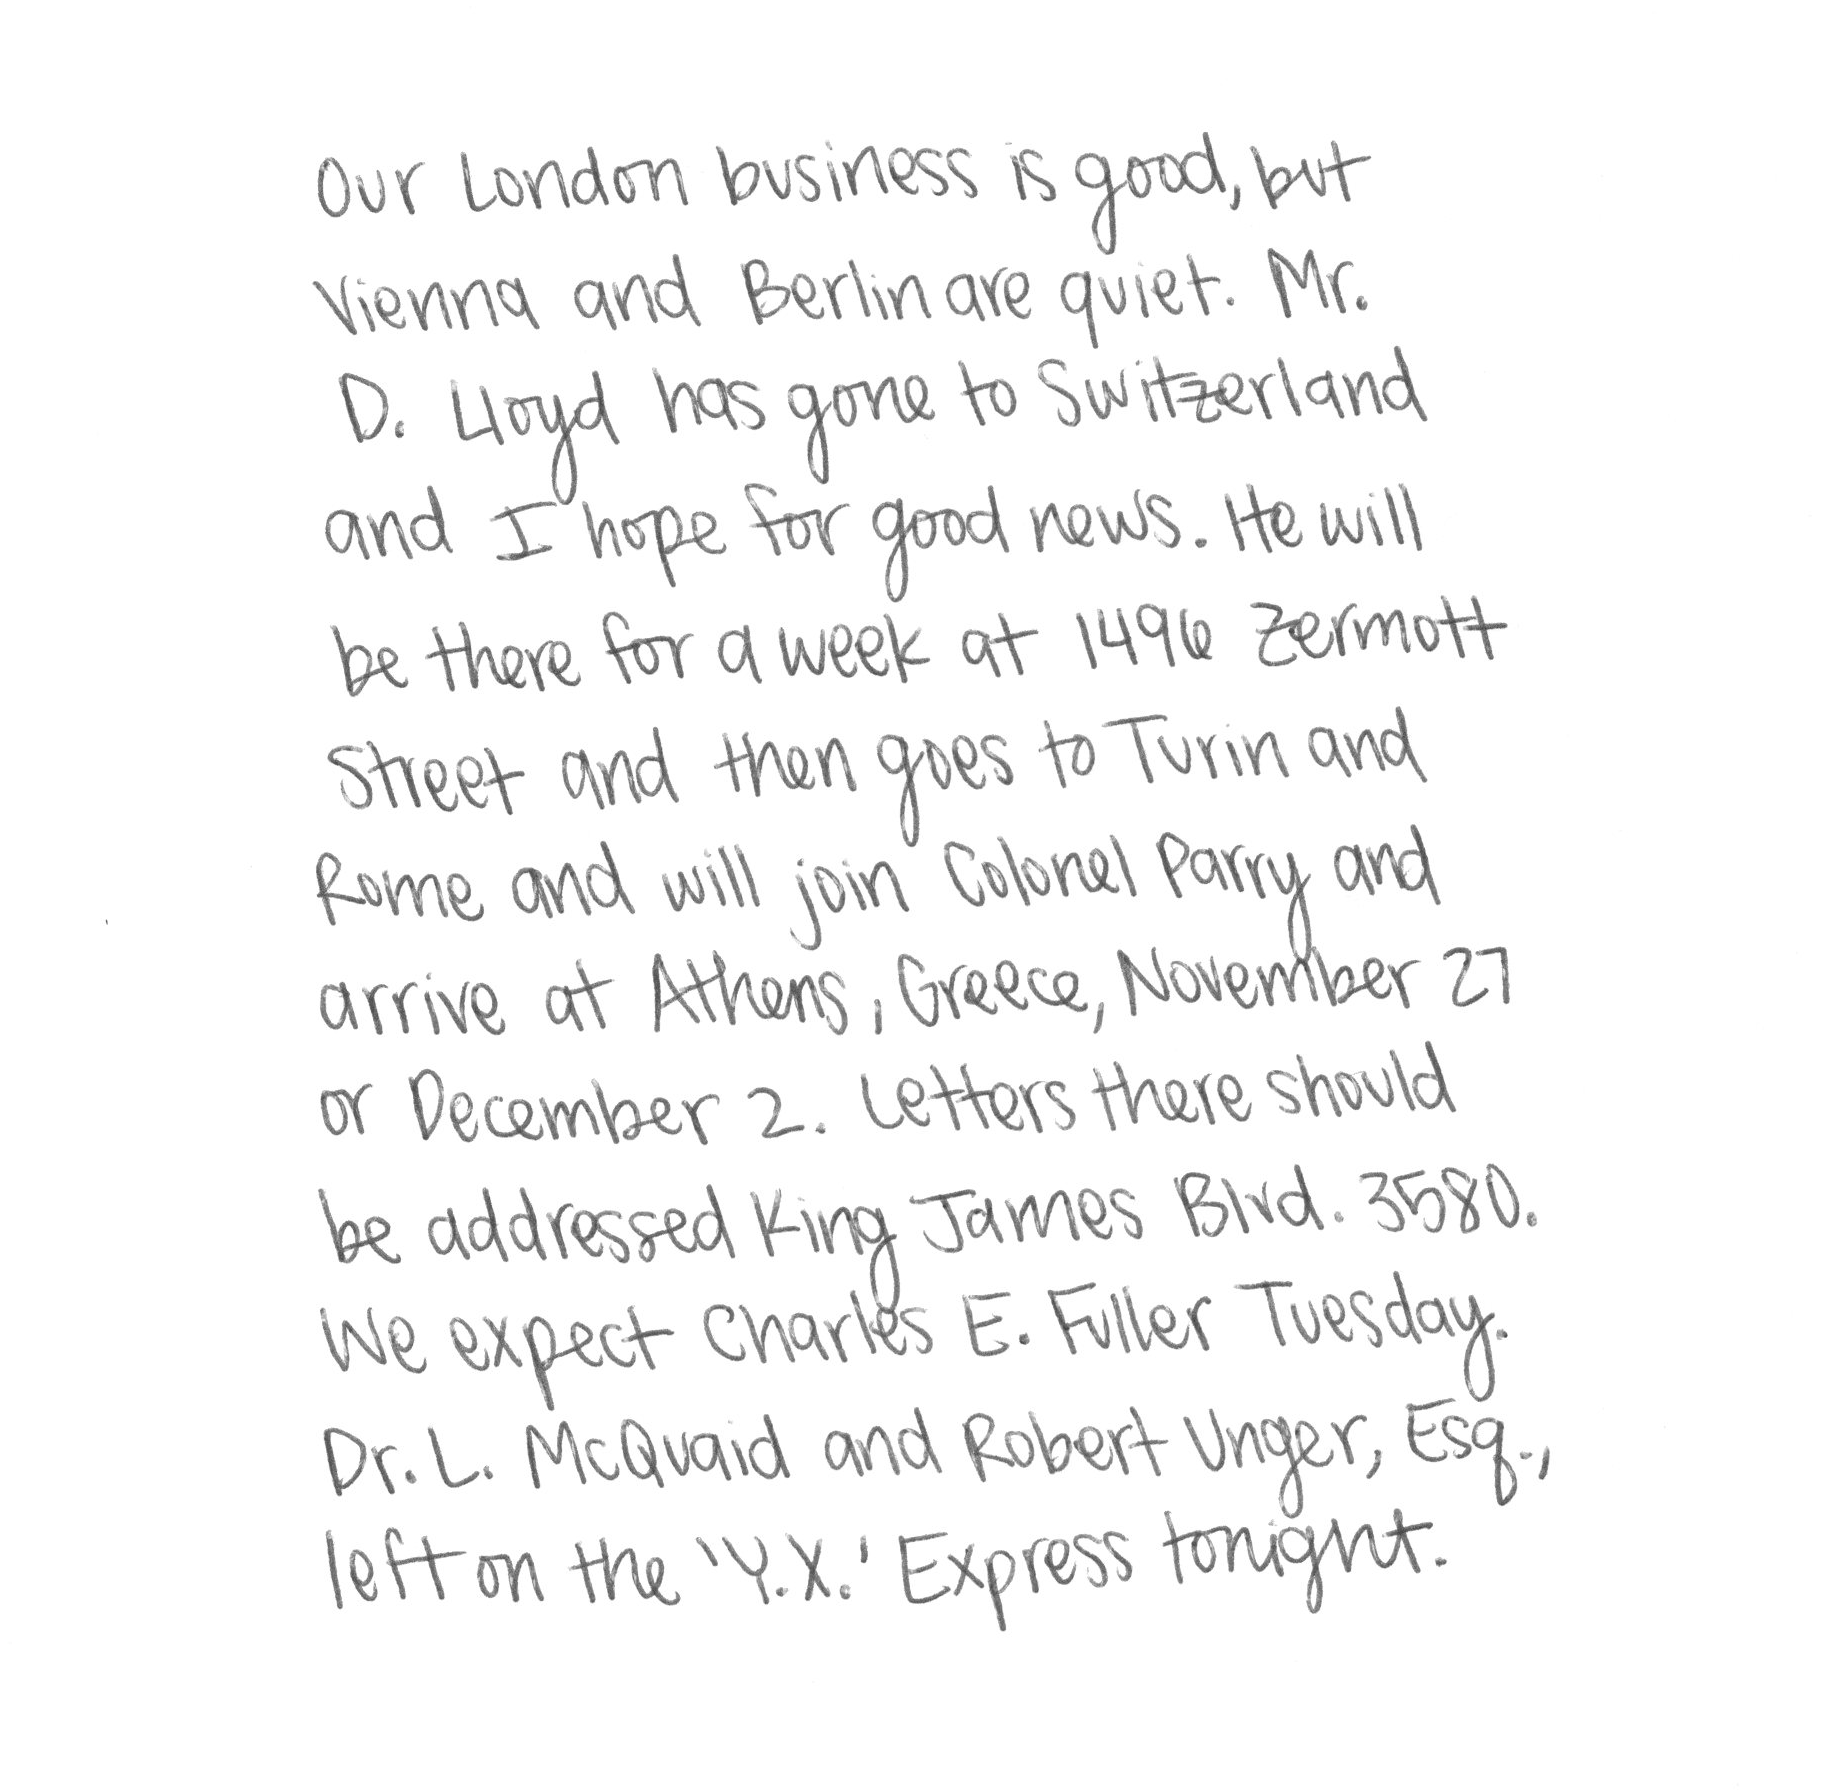 Our London business is good, but
Vienna and Berlin are quiet. Mr.
D. Lloyd has gone to Switzerland
and I hope for good news. He will
be there for a week at 1496 Zermott
Street and then goes to Turin and
Rome and will join Colonel Parry and
arrive at Athens, Greece, November 27
or December 2. Letters there should
be addressed King James Blvd. 3580.
We expect Charles E. Fuller Tuesday.
Dr. L. McQuaid and Robert Unger, Esq.,
left on the 'Y.X.' Express tonight.